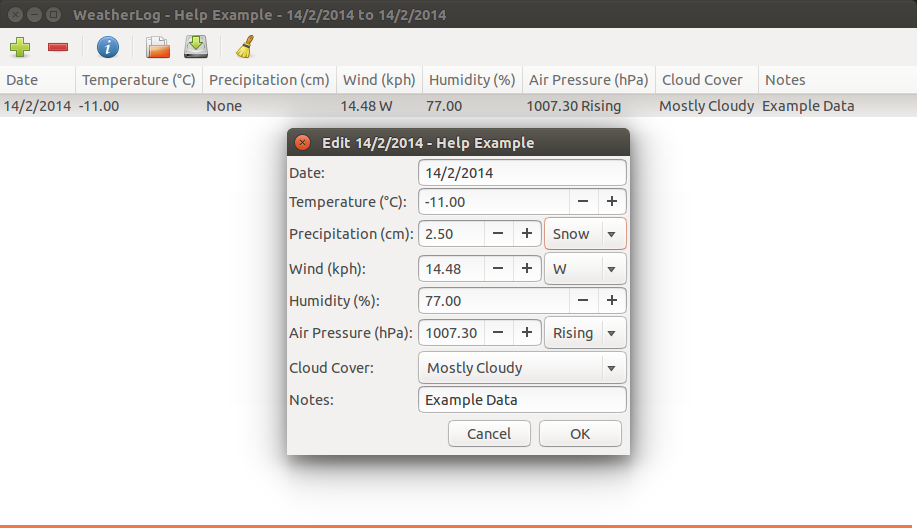 WeatherLog - Help Example - 14/2/2014 to 14/2/2014
Date Temperature (°C) Precipitation (cm) Wind (kph) Humidity (%) Air Pressure (hPa) Cloud Cover Notes
14/2/2014 -11.00 None 14.48 W 77.00 1007.30 Rising Mostly Cloudy Example Data
Edit 14/2/2014 - Help Example
Date: 14/2/2014
Temperature (°C): -11.00 − +
Precipitation (cm): 2.50 − + Snow
Wind (kph): 14.48 − + W
Humidity (%): 77.00 − +
Air Pressure (hPa): 1007.30 − + Rising
Cloud Cover: Mostly Cloudy
Notes: Example Data
Cancel OK